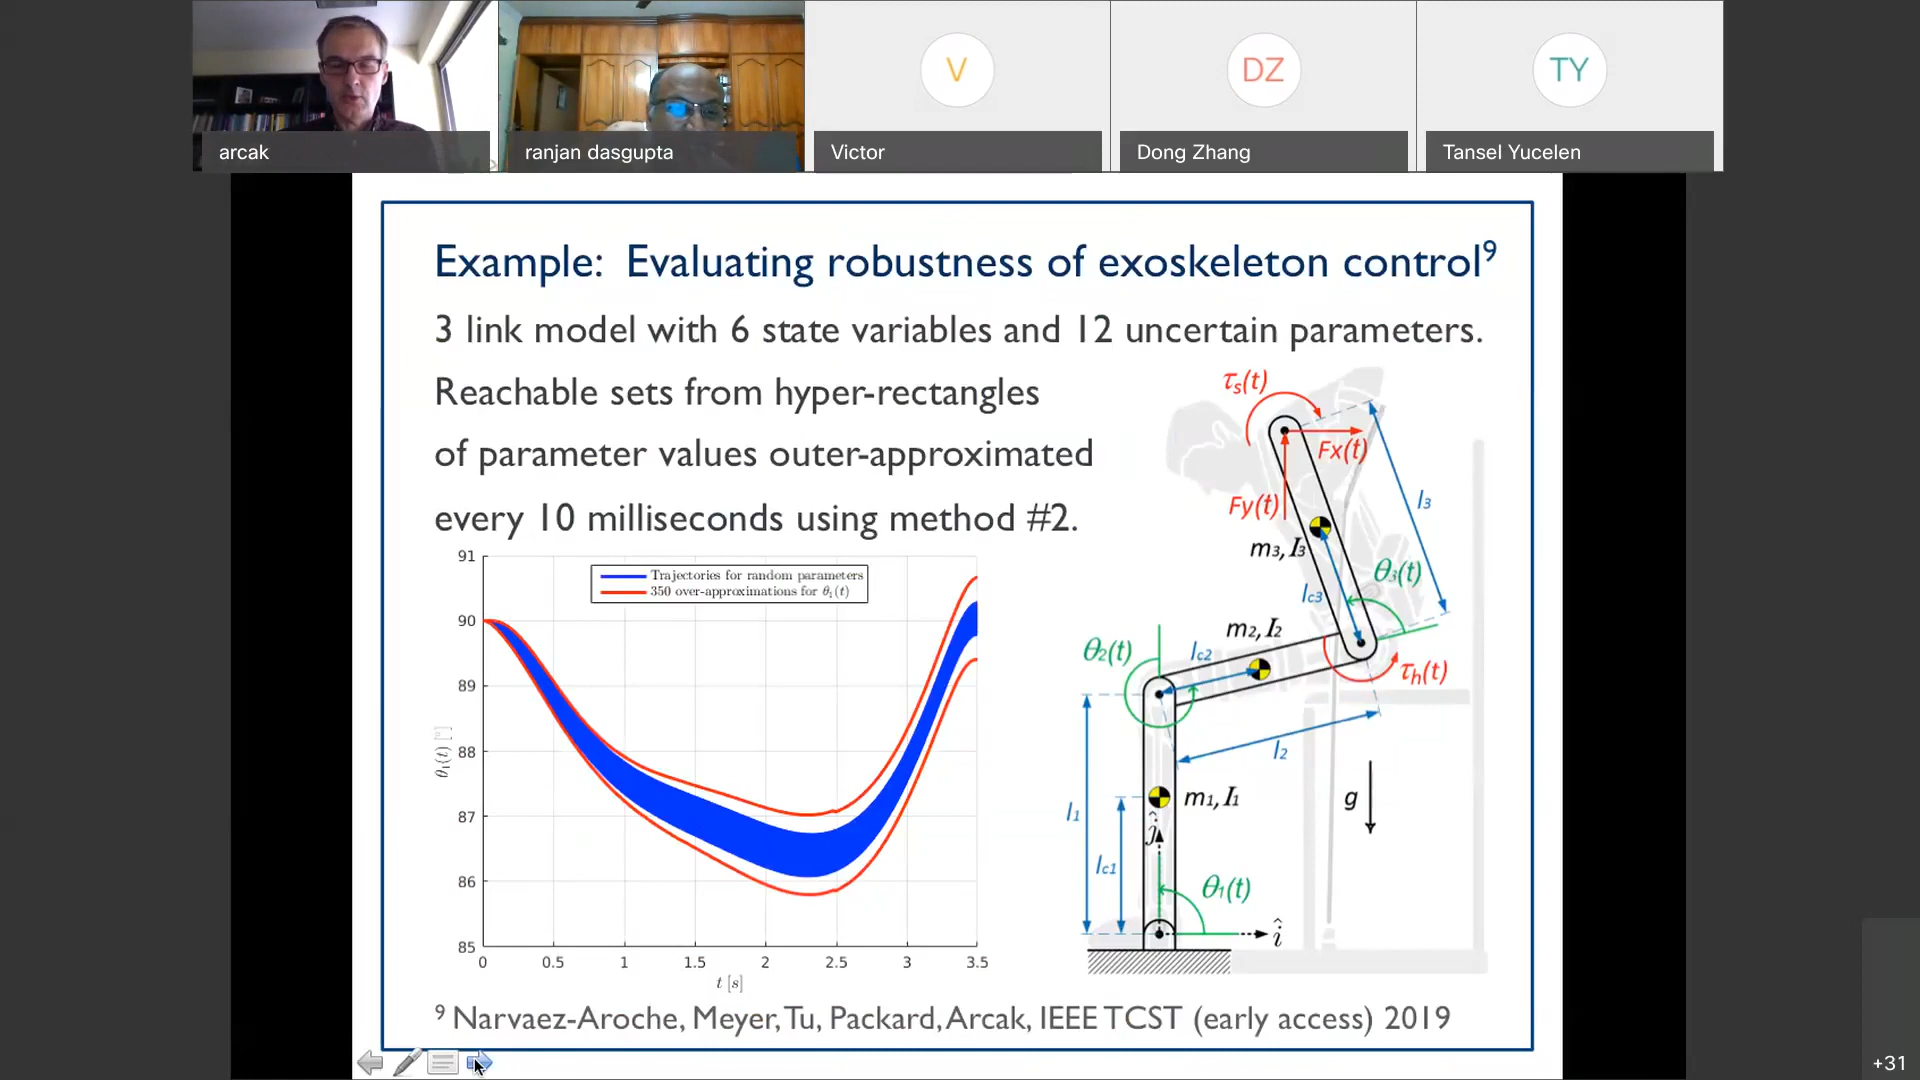 V
DZ
TY
arcak
ranjan dasgupta
Victor
Dong Zhang
Tansel Yucelen
Example: Evaluating robustness of exoskeleton control⁹
3 link model with 6 state variables and 12 uncertain parameters.
Reachable sets from hyper-rectangles
of parameter values outer-approximated
every 10 milliseconds using method #2.
91
90
89
88
87
86
85
Trajectories for random parameters
350 over-approximations for θ₁(t)
θ₁(t) [°]
0 0.5 1 1.5 2 2.5 3 3.5
t [s]
τs(t)
Fx(t)
Fy(t)
l3
m3, I3
θ3(t)
lc3
m2, I2
θ2(t)
lc2
τh(t)
l2
m1, I1
g
l1
ĵ
lc1
θ1(t)
î
⁹ Narvaez-Aroche, Meyer, Tu, Packard, Arcak, IEEE TCST (early access) 2019
+31